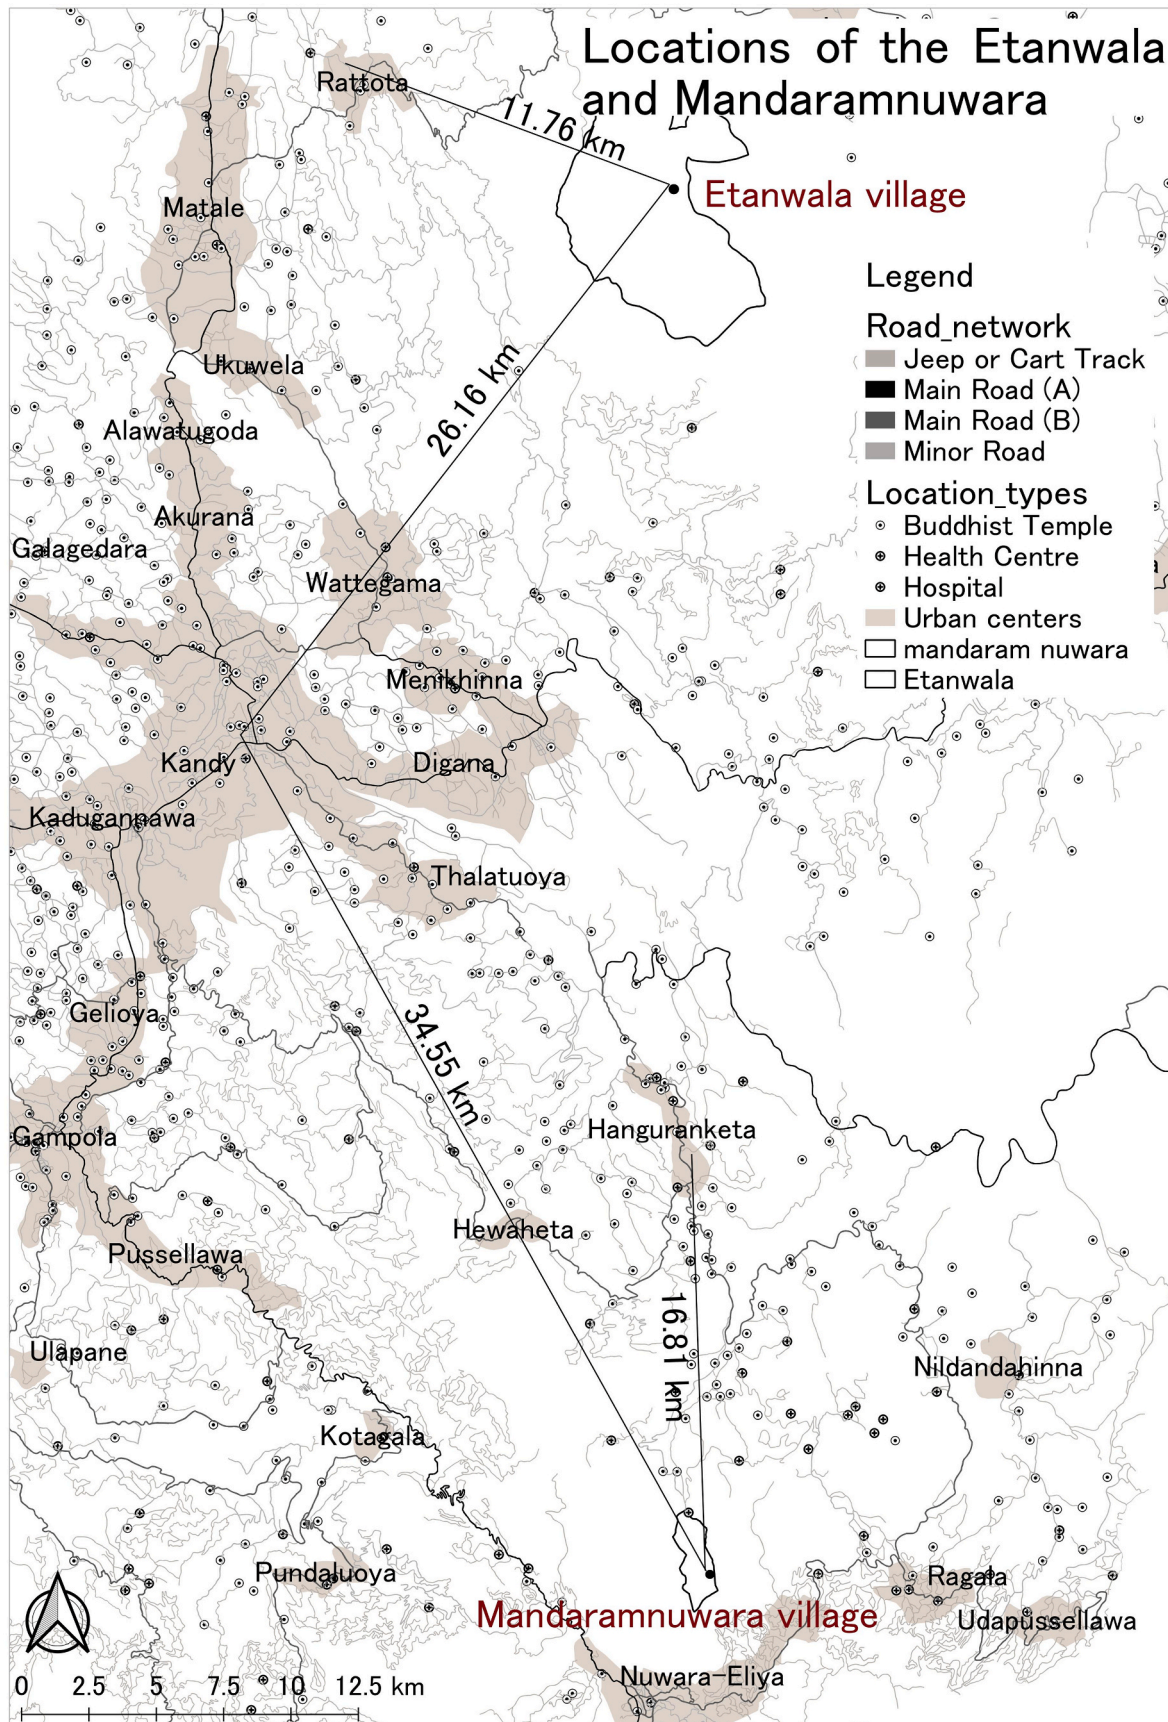 Locations of the Etanwala
and Mandaramnuwara
Rattota
11.76 km
Etanwala village
Matale
Legend
Road_network
Jeep or Cart Track
Main Road (A)
Main Road (B)
Minor Road
Location_types
Buddhist Temple
Health Centre
Hospital
Urban centers
mandaram nuwara
Etanwala
Ukuwela
26.16 km
Alawatugoda
Akurana
Galagedara
Wattegama
a
Menikhinna
Kandy
Digana
Kadugannawa
Thalatuoya
Gelioya
34.55 km
Gampola
Hanguranketa
Hewaheta
Pussellawa
16.81 km
Ulapane
Nildandahinna
Kotagala
Pundaluoya
Ragala
Mandaramnuwara village
Udapussellawa
Nuwara-Eliya
0 2.5 5 7.5 10 12.5 km